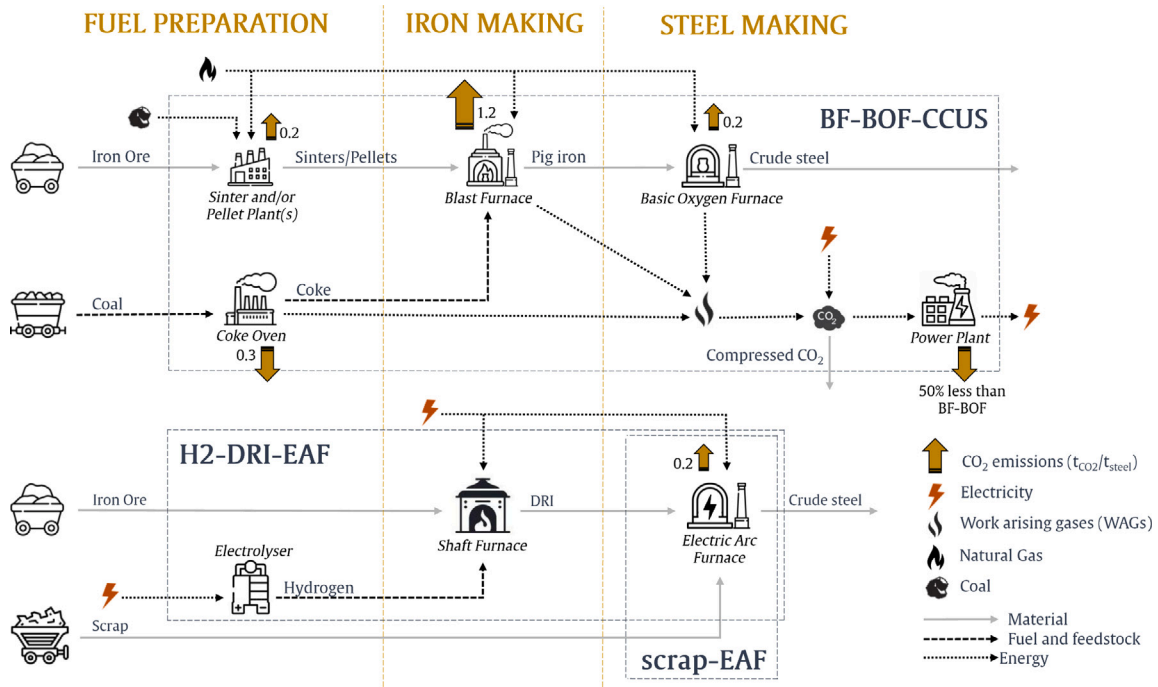 FUEL PREPARATION
IRON MAKING
STEEL MAKING
BF-BOF-CCUS
0.2
1.2
0.2
Iron Ore
Sinters/Pellets
Pig iron
Crude steel
Sinter and/or
Pellet Plant(s)
Blast Furnace
Basic Oxygen Furnace
Coal
Coke
CO2
Coke Oven
Power Plant
0.3
Compressed CO2
50% less than
BF-BOF
H2-DRI-EAF
0.2
CO2 emissions (tCO2/tsteel)
Electricity
Iron Ore
DRI
Crude steel
Work arising gases (WAGs)
Shaft Furnace
Electric Arc
Furnace
Natural Gas
Electrolyser
Hydrogen
Coal
Scrap
Material
Fuel and feedstock
Energy
scrap-EAF